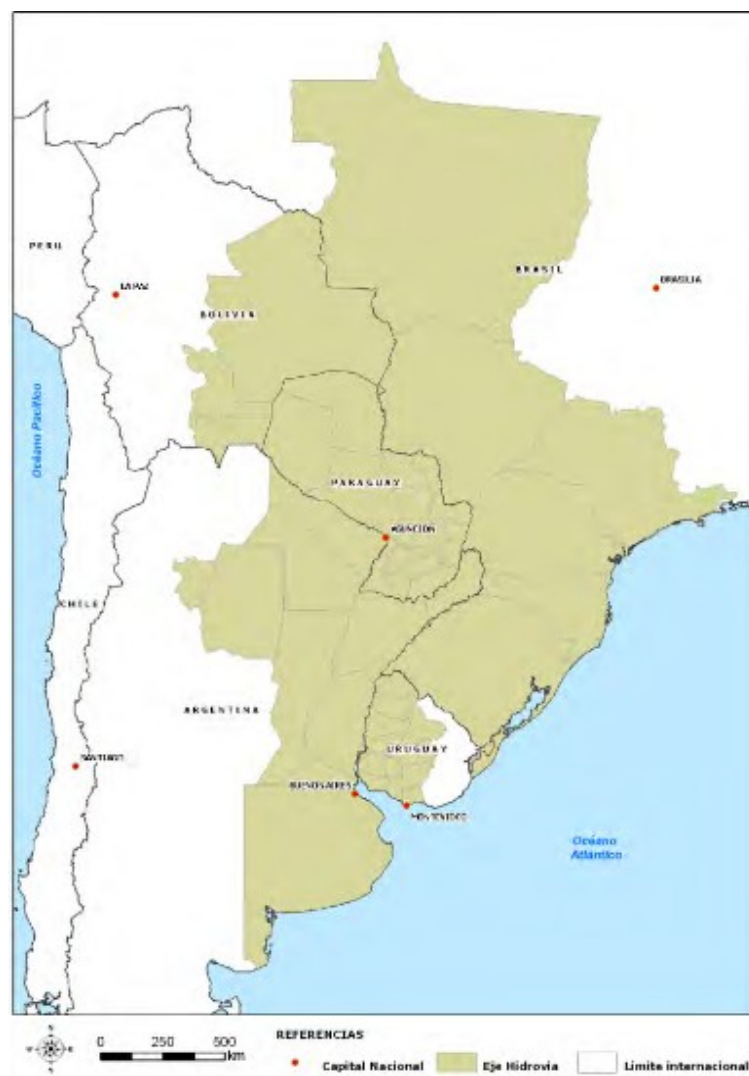 PERU
LA PAZ
BOLIVIA
BRASIL
BRASILIA
Océano Pacífico
PARAGUAY
ASUNCION
CHILE
ARGENTINA
URUGUAY
SANTIAGO
BUENOS AIRES
MONTEVIDEO
Océano
Atlántico
REFERENCIAS
0 250 500
km
Capital Nacional
Eje Hidrovia
Limite internacional